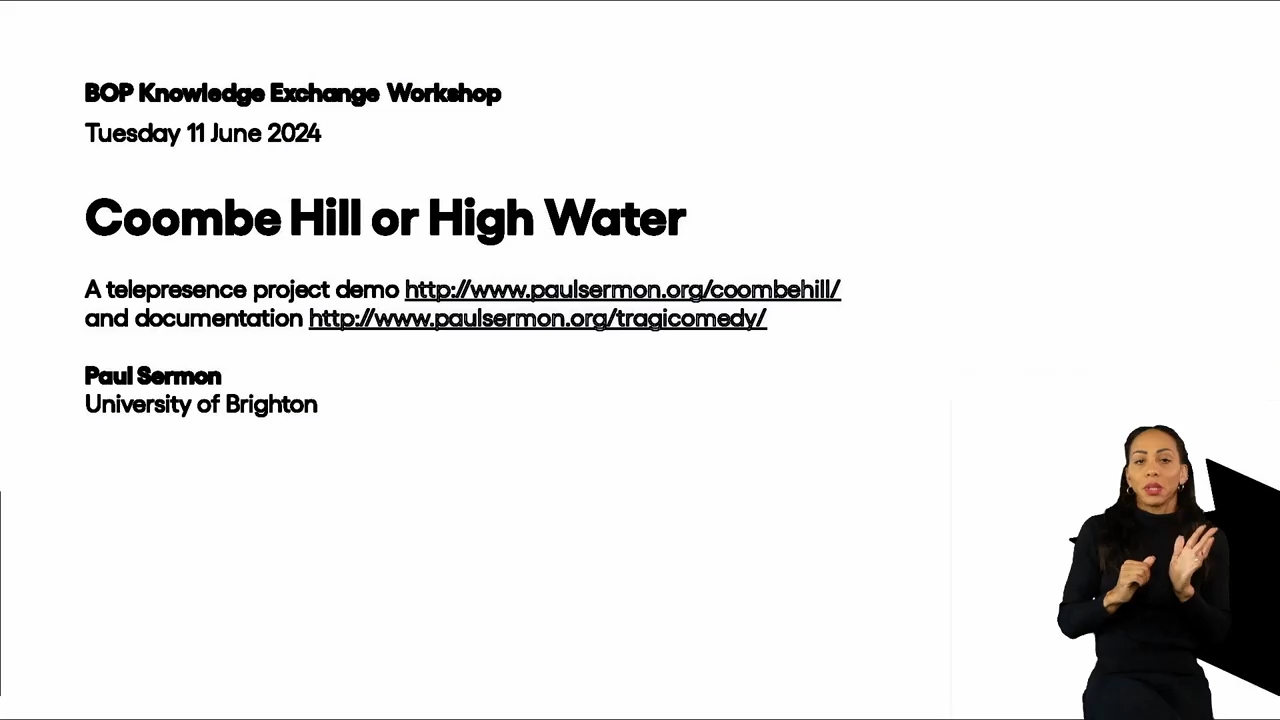 BOP Knowledge Exchange Workshop
Tuesday 11 June 2024
Coombe Hill or High Water
A telepresence project demo http://www.paulsermon.org/coombehill/
and documentation http://www.paulsermon.org/tragicomedy/
Paul Sermon
University of Brighton